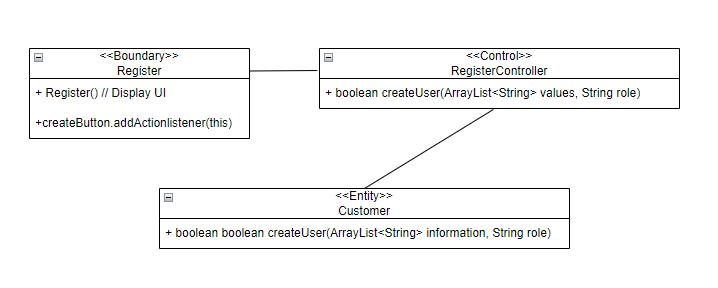 <<Boundary>>
Register
+ Register() // Display UI
+createButton.addActionlistener(this)
<<Control>>
RegisterController
+ boolean createUser(ArrayList<String> values, String role)
<<Entity>>
Customer
+ boolean boolean createUser(ArrayList<String> information, String role)